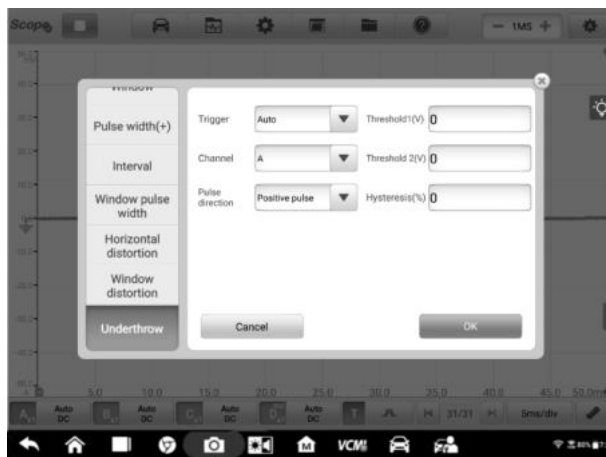 Scope
1MS
Window
Pulse width(+)
Interval
Window pulse
width
Horizontal
distortion
Window
distortion
Underthrow
Trigger
Auto
Threshold1(V)
0
Channel
A
Threshold 2(V)
0
Pulse
direction
Positive pulse
Hysteresis(%)
0
Cancel
OK
5.0 10.0 15.0 20.0 25.0 30.0 35.0 40.0 45.0 50.0ms
A Auto DC B Auto DC C Auto DC D Auto DC T 31/31 5ms/div
VCMI